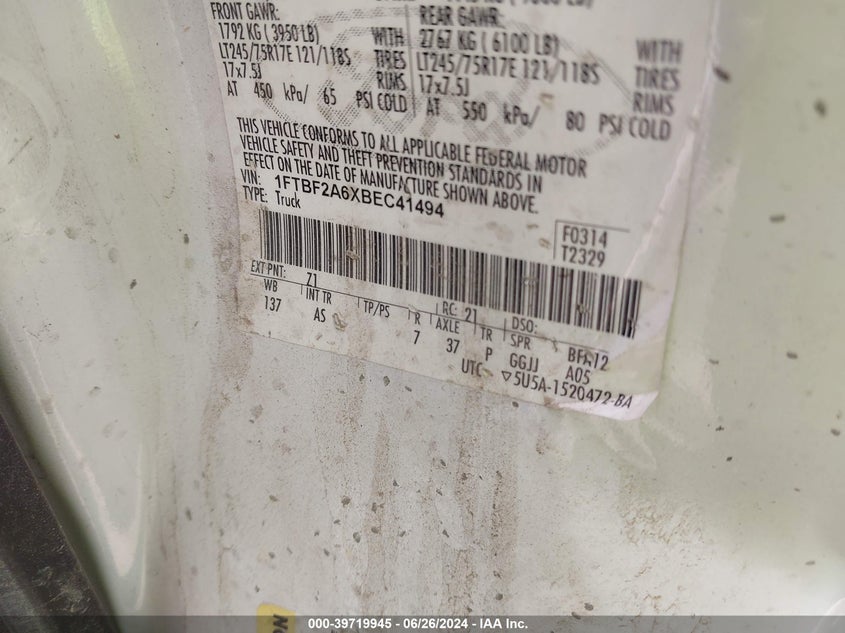 FRONT GAWR:
1792 KG ( 3950 LB) WITH
LT245/75R17E 121/118S TIRES
17x7.5J RIMS
AT 450 kPa/ 65 PSI COLD
REAR GAWR:
2767 KG ( 6100 LB) WITH
LT245/75R17E 121/118S TIRES
17x7.5J RIMS
AT 550 kPa/ 80 PSI COLD
THIS VEHICLE CONFORMS TO ALL APPLICABLE FEDERAL MOTOR
VEHICLE SAFETY AND THEFT PREVENTION STANDARDS IN
EFFECT ON THE DATE OF MANUFACTURE SHOWN ABOVE.
VIN: 1FTBF2A6XBEC41494
TYPE: Truck
F0314
T2329
EXT PNT: Z1 RC: 21 DSO:
WB INT TR TP/PS R AXLE TR SPR BFR12
137 AS 7 37 P GGJJ A05
UTC ▽5U5A-1520472-BA
000-39719945 - 06/26/2024 - IAA Inc.